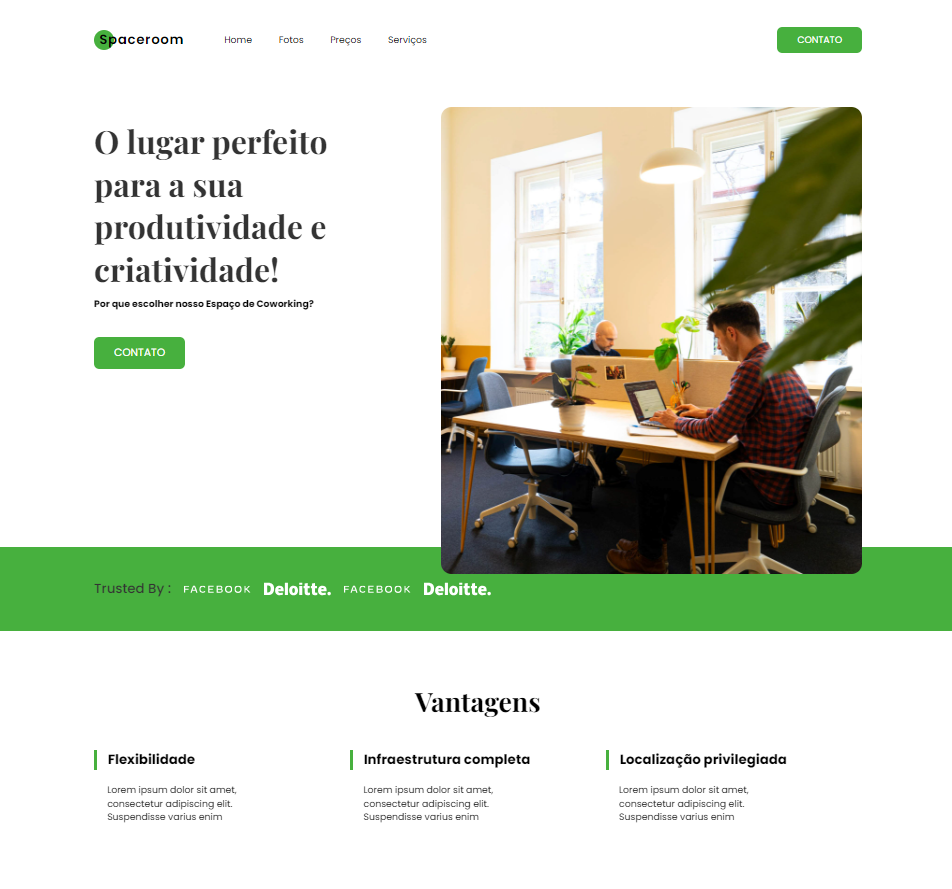 Spaceroom
Home Fotos Preços Serviços
CONTATO
O lugar perfeito
para a sua
produtividade e
criatividade!
Por que escolher nosso Espaço de Coworking?
CONTATO
Trusted By : FACEBOOK Deloitte. FACEBOOK Deloitte.
Vantagens
Flexibilidade
Lorem ipsum dolor sit amet,
consectetur adipiscing elit.
Suspendisse varius enim
Infraestrutura completa
Lorem ipsum dolor sit amet,
consectetur adipiscing elit.
Suspendisse varius enim
Localização privilegiada
Lorem ipsum dolor sit amet,
consectetur adipiscing elit.
Suspendisse varius enim